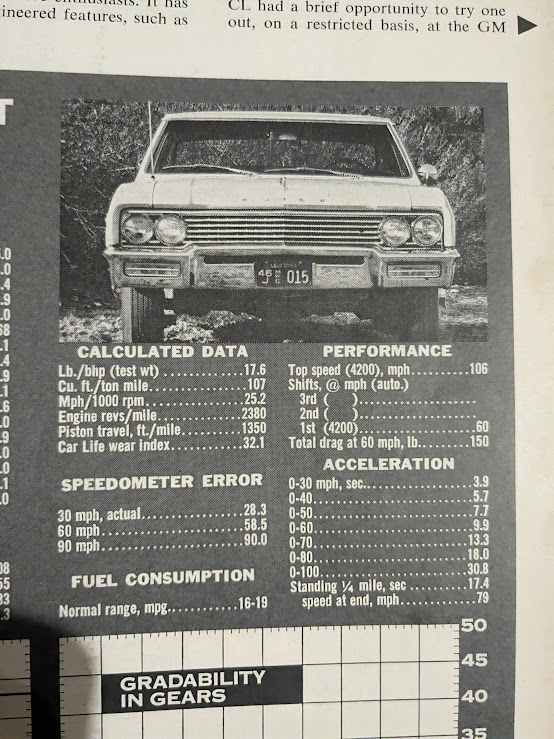 enthusiasts. It has
ineered features, such as
CL had a brief opportunity to try one
out, on a restricted basis, at the GM
T
BUICK
015
CALCULATED DATA
Lb./bhp (test wt)..................17.6
Cu. ft./ton mile..................107
Mph/1000 rpm..................25.2
Engine revs/mile..................2380
Piston travel, ft./mile..................1350
Car Life wear index..................32.1
SPEEDOMETER ERROR
30 mph, actual..................28.3
60 mph..................58.5
90 mph..................90.0
FUEL CONSUMPTION
Normal range, mpg..................16-19
PERFORMANCE
Top speed (4200), mph..................106
Shifts, @ mph (auto.)
3rd ( )..................
2nd ( )..................
1st (4200)..................60
Total drag at 60 mph, lb..................150
ACCELERATION
0-30 mph, sec..................3.9
0-40..................5.7
0-50..................7.7
0-60..................9.9
0-70..................13.3
0-80..................18.0
0-100..................30.8
Standing ¼ mile, sec..................17.4
speed at end, mph..................79
GRADABILITY
IN GEARS
50
45
40
35